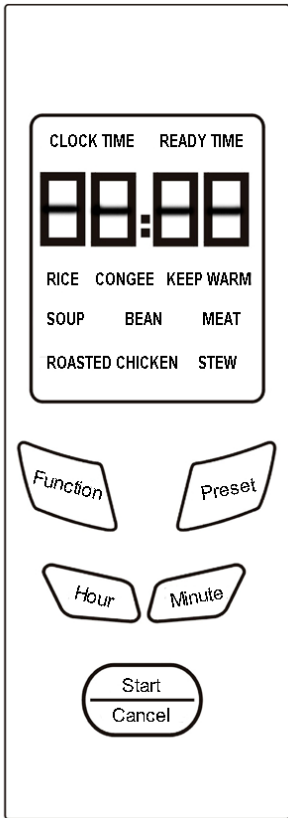 CLOCK TIME READY TIME
88:88
RICE CONGEE KEEP WARM
SOUP BEAN MEAT
ROASTED CHICKEN STEW
Function Preset
Hour Minute
Start
Cancel